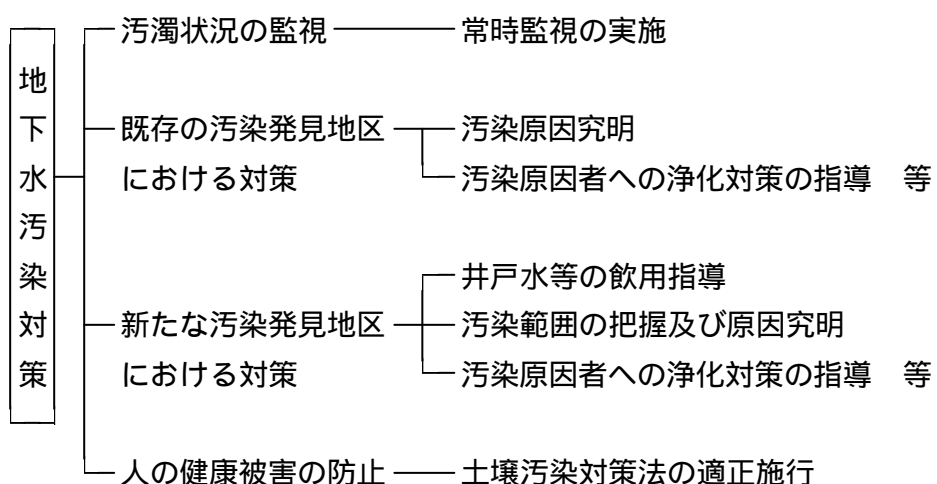 地下水汚染対策
汚濁状況の監視
常時監視の実施
既存の汚染発見地区
における対策
汚染原因究明
汚染原因者への浄化対策の指導　等
新たな汚染発見地区
における対策
井戸水等の飲用指導
汚染範囲の把握及び原因究明
汚染原因者への浄化対策の指導　等
人の健康被害の防止
土壌汚染対策法の適正施行